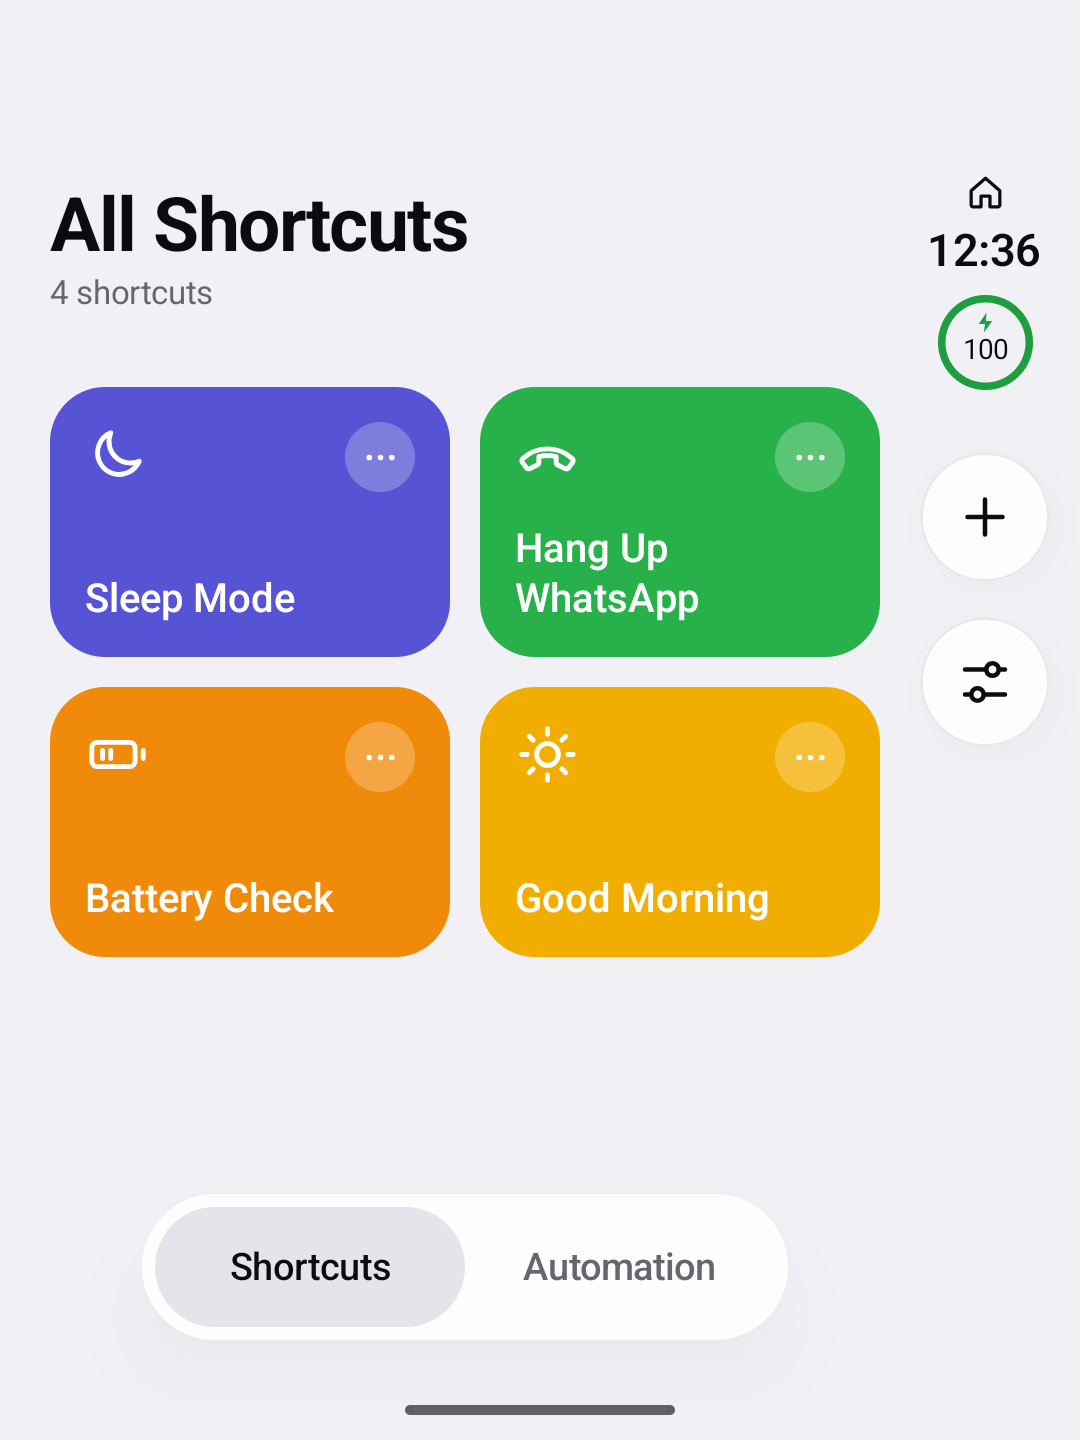 All Shortcuts
4 shortcuts
12:36
100
Sleep Mode
Hang Up
WhatsApp
Battery Check
Good Morning
Shortcuts
Automation